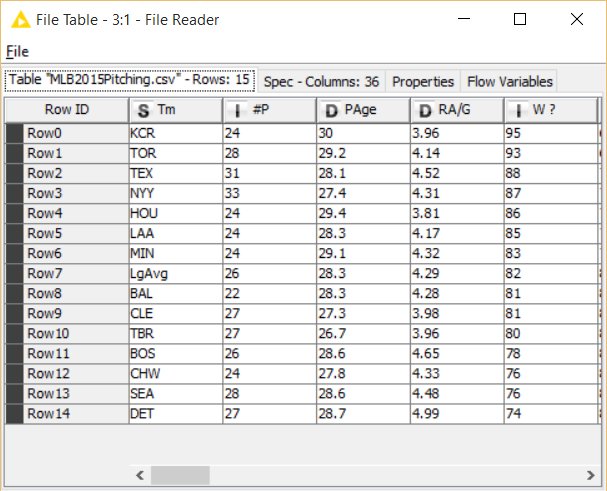 File Table - 3:1 - File Reader
File
Table "MLB2015Pitching.csv" - Rows: 15 Spec - Columns: 36 Properties Flow Variables
Row ID S Tm I #P D PAge D RA/G I W ?
Row0 KCR 24 30 3.96 95
Row1 TOR 28 29.2 4.14 93
Row2 TEX 31 28.1 4.52 88
Row3 NYY 33 27.4 4.31 87
Row4 HOU 24 29.4 3.81 86
Row5 LAA 24 28.3 4.17 85
Row6 MIN 24 29.1 4.32 83
Row7 LgAvg 26 28.3 4.29 82
Row8 BAL 22 28.3 4.28 81
Row9 CLE 27 27.3 3.98 81
Row10 TBR 27 26.7 3.96 80
Row11 BOS 26 28.6 4.65 78
Row12 CHW 24 27.8 4.33 76
Row13 SEA 28 28.6 4.48 76
Row14 DET 27 28.7 4.99 74